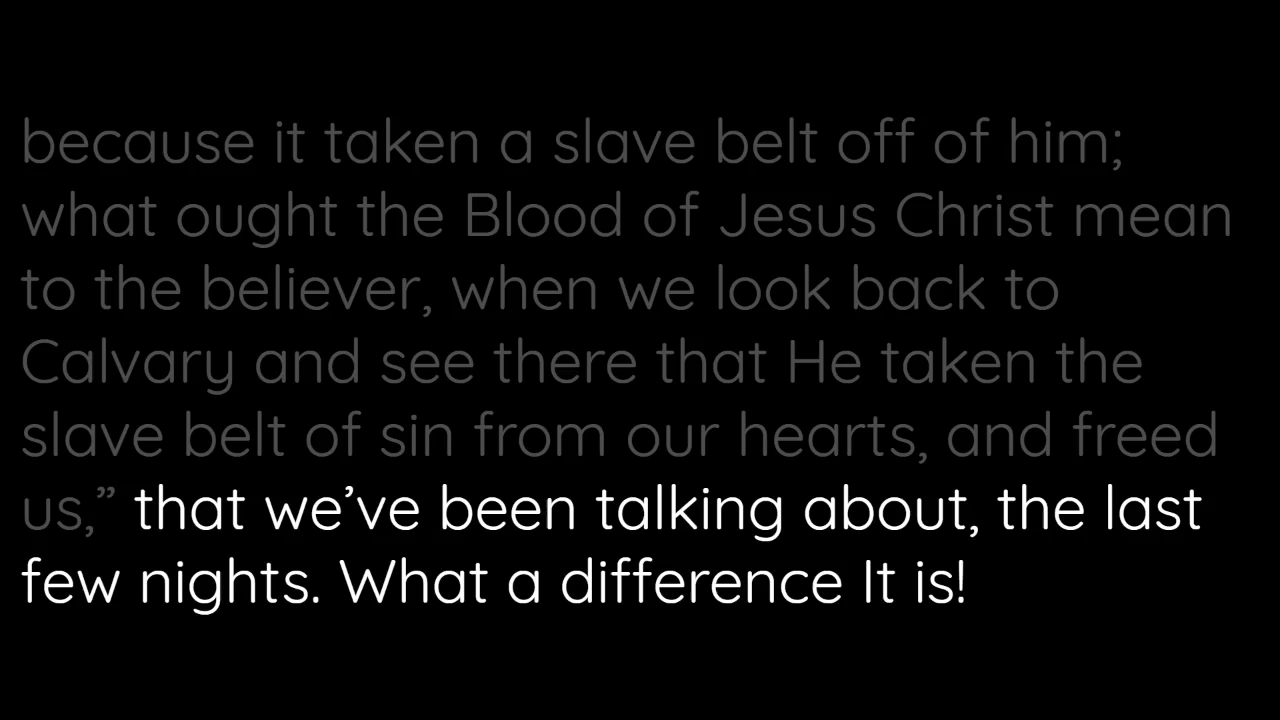 because it taken a slave belt off of him;
what ought the Blood of Jesus Christ mean
to the believer, when we look back to
Calvary and see there that He taken the
slave belt of sin from our hearts, and freed
us,” that we’ve been talking about, the last
few nights. What a difference It is!